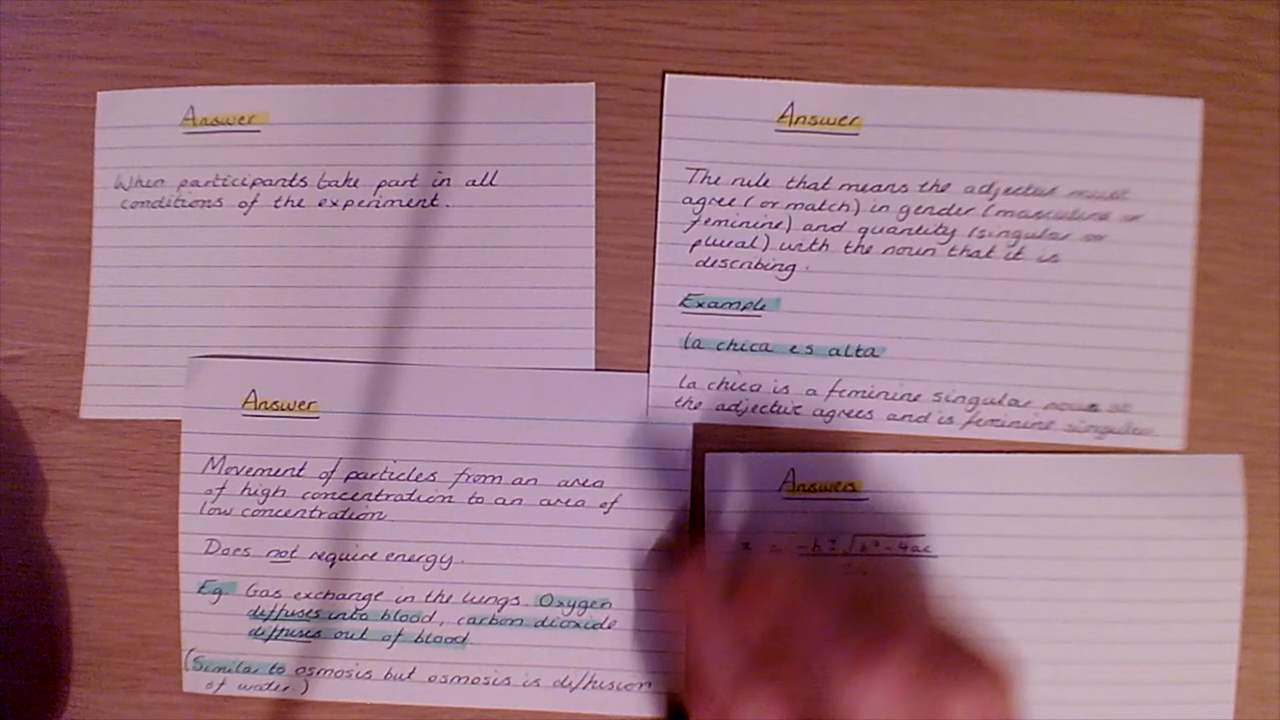 Answer
When participants take part in all
conditions of the experiment.
Answer
The rule that means the adjective must
agree (or match) in gender (masculine or
feminine) and quantity (singular or
plural) with the noun that it is
describing.
Example
la chica es alta
la chica is a feminine singular noun so
the adjective agrees and is feminine singular.
Answer
Movement of particles from an area
of high concentration to an area of
low concentration.
Does not require energy.
Eg. Gas exchange in the lungs. Oxygen
diffuses into blood, carbon dioxide
diffuses out of blood.
(Similar to osmosis but osmosis is diffusion
of water.)
Answer
x = -b ± √b² - 4ac
2a